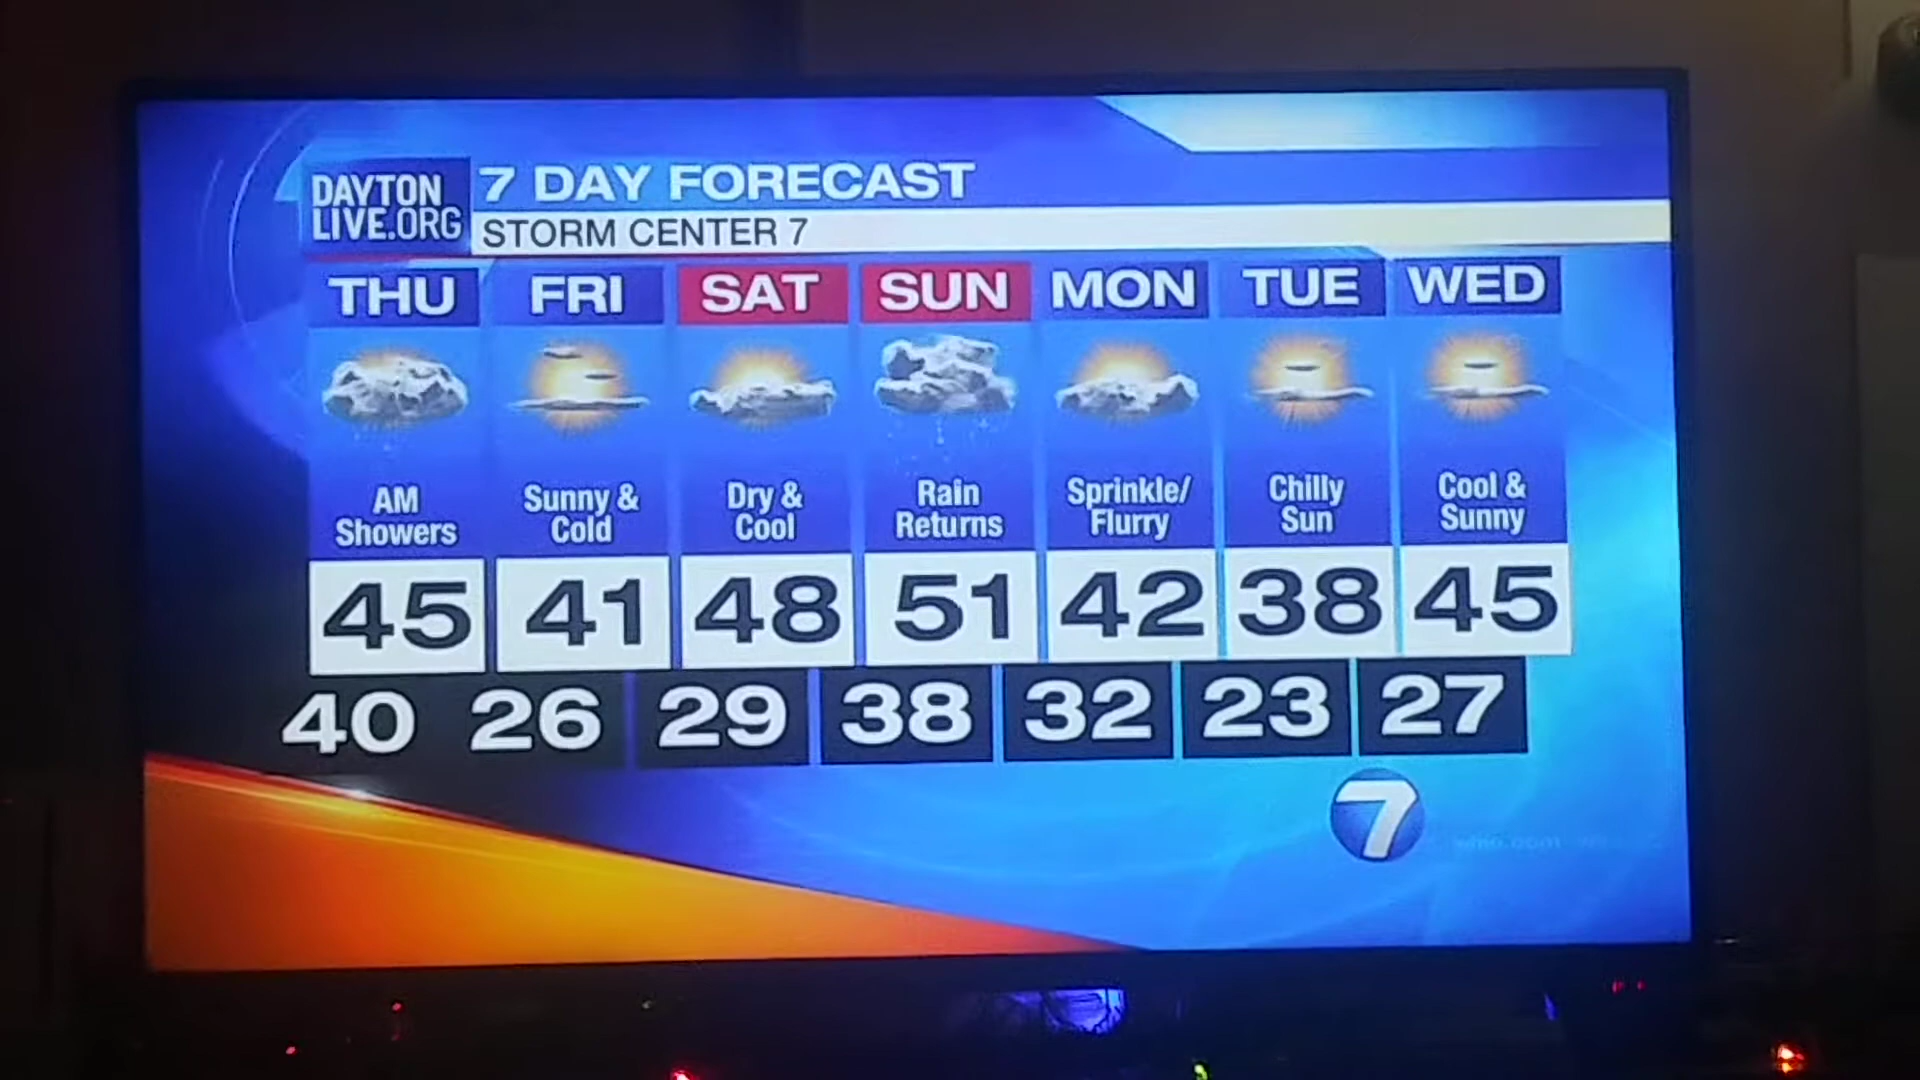 DAYTON
LIVE.ORG
7 DAY FORECAST
STORM CENTER 7
THU FRI SAT SUN MON TUE WED
AM Showers
Sunny & Cold
Dry & Cool
Rain Returns
Sprinkle/ Flurry
Chilly Sun
Cool & Sunny
45 41 48 51 42 38 45
40 26 29 38 32 23 27
7